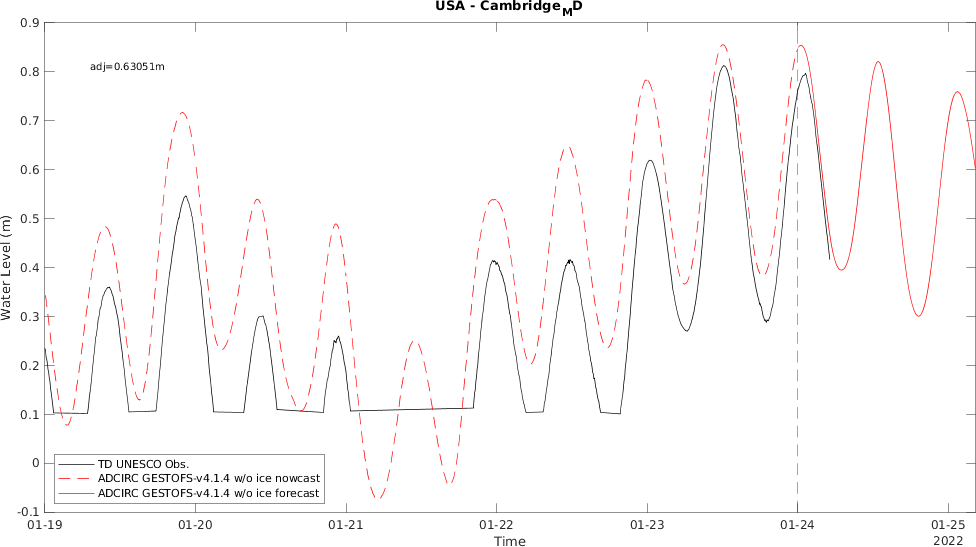 USA - Cambridge_MD
0.9
0.8
0.7
0.6
0.5
0.4
0.3
0.2
0.1
0
-0.1
Water Level (m)
adj=0.63051m
TD UNESCO Obs.
ADCIRC GESTOFS-v4.1.4 w/o ice nowcast
ADCIRC GESTOFS-v4.1.4 w/o ice forecast
01-19 01-20 01-21 01-22 01-23 01-24 01-25
Time
2022